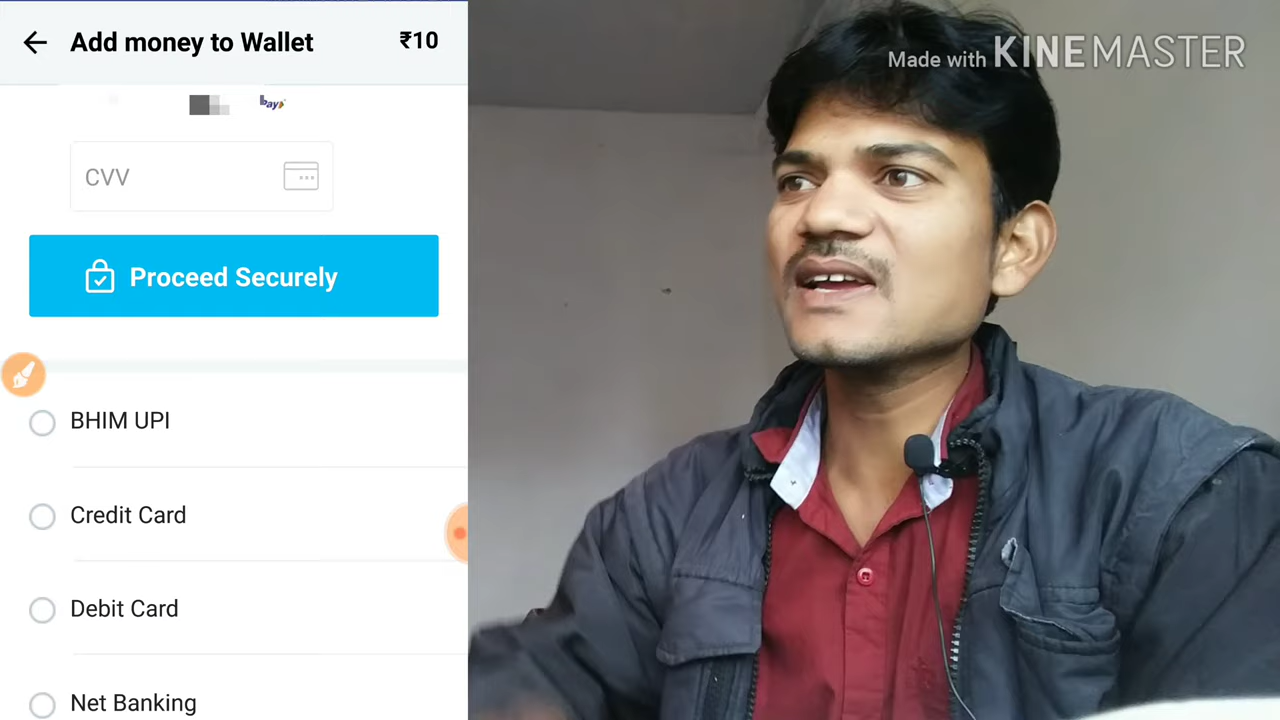 Add money to Wallet ₹10
Made with KINEMASTER
CVV
Proceed Securely
BHIM UPI
Credit Card
Debit Card
Net Banking